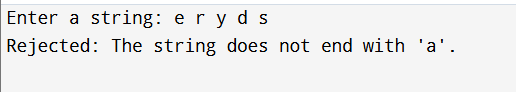 Enter a string: e r y d s
Rejected: The string does not end with 'a'.